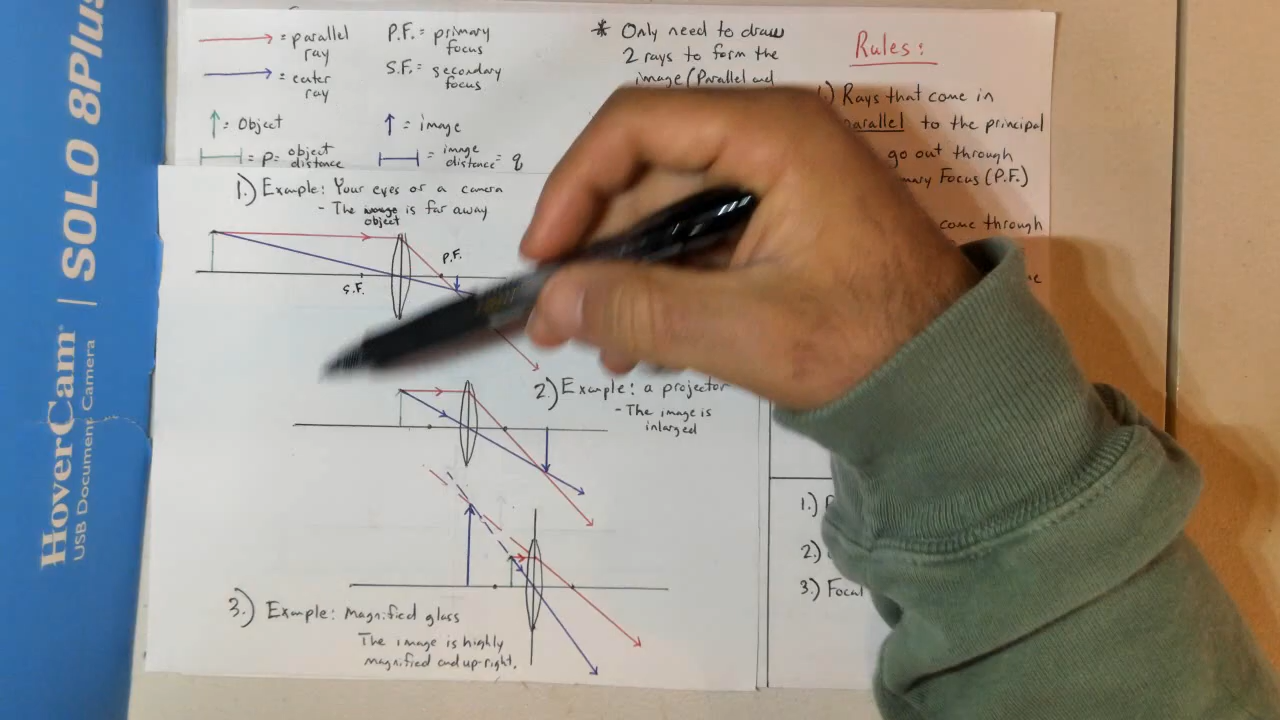 HoverCam® | SOLO 8Plus
USB Document Camera
= parallel
ray
= center
ray
P.F. = primary
focus
S.F. = secondary
focus
= Object
= image
= p= object
distance
= image
distance = q
* Only need to draw
2 rays to form the
image (Parallel and
Rules:
1.) Rays that come in
parallel to the principal
go out through
Focus (P.F.)
come through
1.) Example: Your eyes or a camera
- The object is far away
P.F.
S.F.
2.) Example: a projector
- The image is
inlarged
3.) Example: Magnified glass
The image is highly
magnified and up-right.
1.)
2.)
3.) Focal